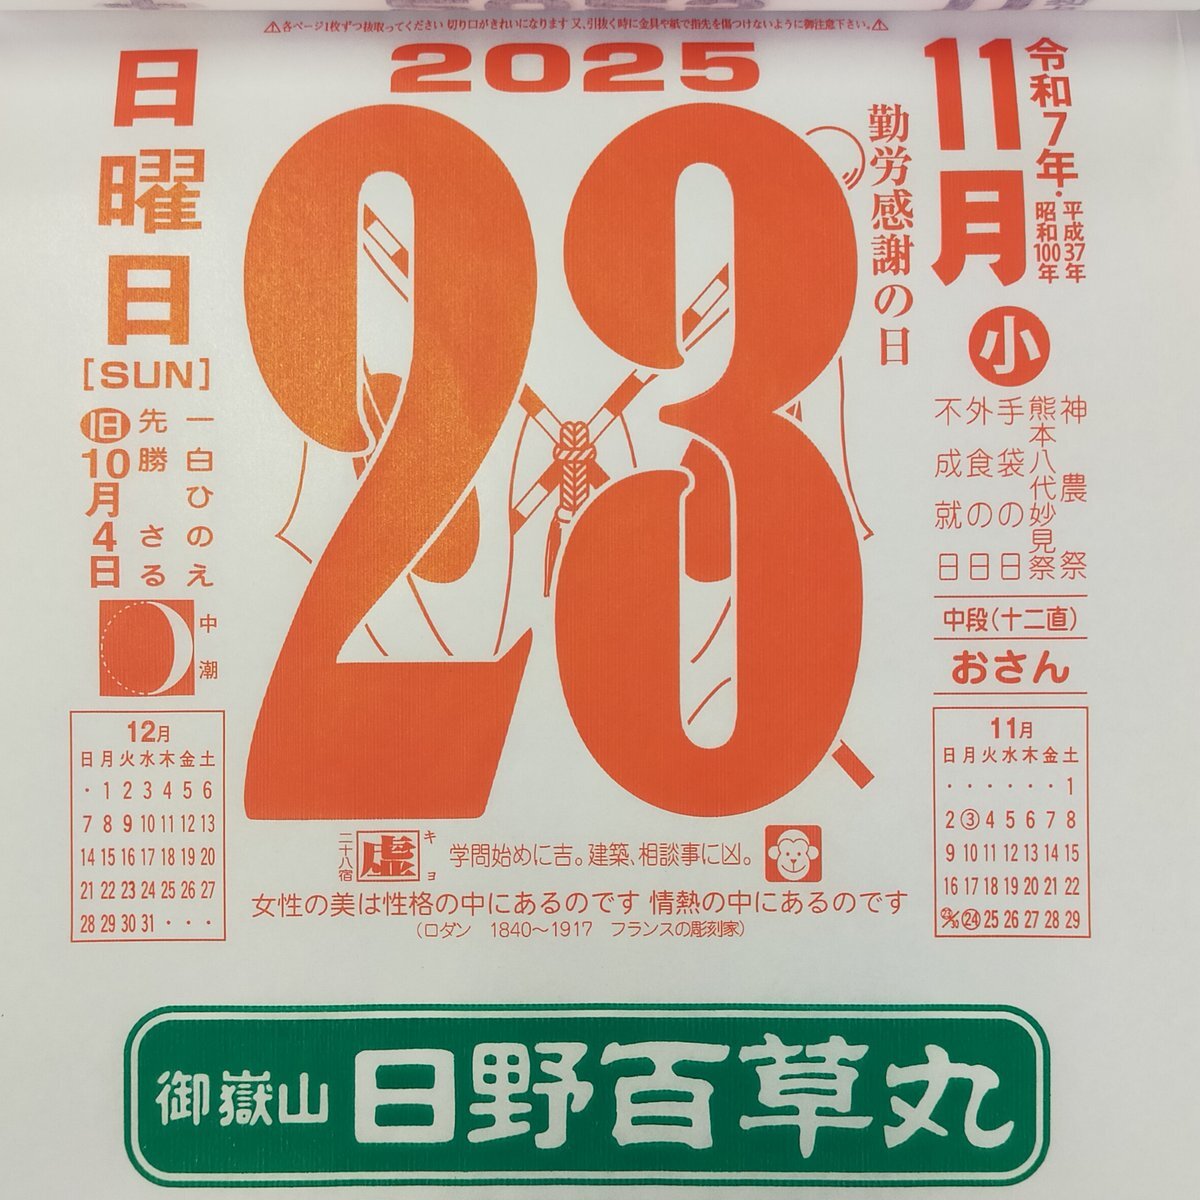 ⚠各ページ1枚ずつ抜取ってください 切り口がきれいになります 又、引抜く時に金具や紙で指先を傷つけないように御注意下さい。⚠
2025
令和7年・平成37年
昭和100年
11月
小
勤労感謝の日
23
日曜日
[SUN]
一白ひのえ
先勝 さる
旧10月4日
中潮
神農祭
熊本八代妙見祭
手袋の日
外食の日
不成就日
中段(十二直)
おさん
12月
日月火水木金土
・ 1 2 3 4 5 6
7 8 9 10 11 12 13
14 15 16 17 18 19 20
21 22 23 24 25 26 27
28 29 30 31 ・ ・ ・
11月
日月火水木金土
・ ・ ・ ・ ・ ・ 1
2 ③ 4 5 6 7 8
9 10 11 12 13 14 15
16 17 18 19 20 21 22
23/30 ㉔ 25 26 27 28 29
二十八宿
虚
キョ
学問始めに吉。建築、相談事に凶。
女性の美は性格の中にあるのです 情熱の中にあるのです
(ロダン 1840〜1917 フランスの彫刻家)
御嶽山 日野百草丸